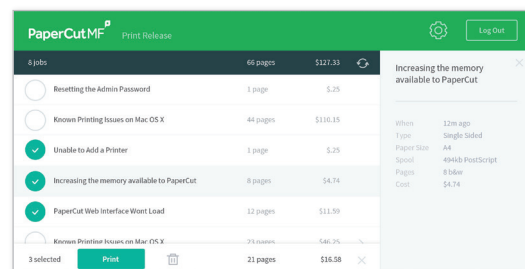 PaperCut MF Print Release Log Out
8 jobs 66 pages $127.33
Resetting the Admin Password 1 page $.25
Known Printing Issues on Mac OS X 44 pages $110.15
Unable to Add a Printer 1 page $.25
Increasing the memory available to PaperCut 8 pages $4.74
PaperCut Web Interface Wont Load 12 pages $11.59
Known Printing Issues on Mac OS X 23 pages $46.25
3 selected Print 21 pages $16.58
Increasing the memory
available to PaperCut
When 12m ago
Type Single Sided
Paper Size A4
Spool 494kb PostScript
Pages 8 b&w
Cost $4.74